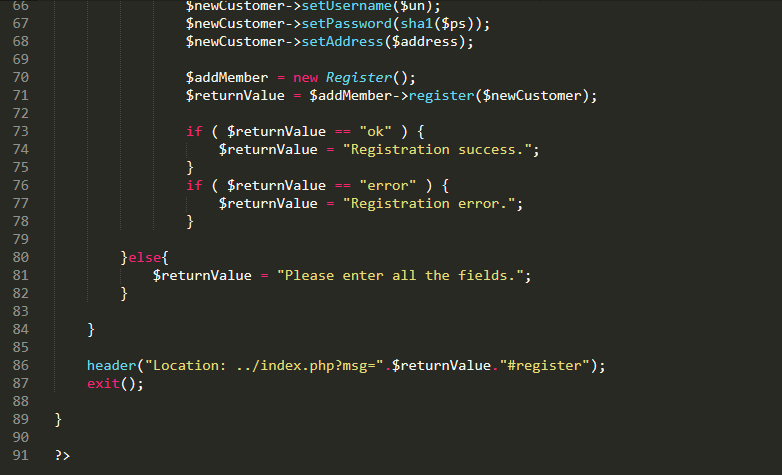 66 $newCustomer->setUsername($un);
67 $newCustomer->setPassword(sha1($ps));
68 $newCustomer->setAddress($address);
69
70 $addMember = new Register();
71 $returnValue = $addMember->register($newCustomer);
72
73 if ( $returnValue == "ok" ) {
74 $returnValue = "Registration success.";
75 }
76 if ( $returnValue == "error" ) {
77 $returnValue = "Registration error.";
78 }
79
80 }else{
81 $returnValue = "Please enter all the fields.";
82 }
83
84 }
85
86 header("Location: ../index.php?msg=".$returnValue."#register");
87 exit();
88
89 }
90
91 ?>